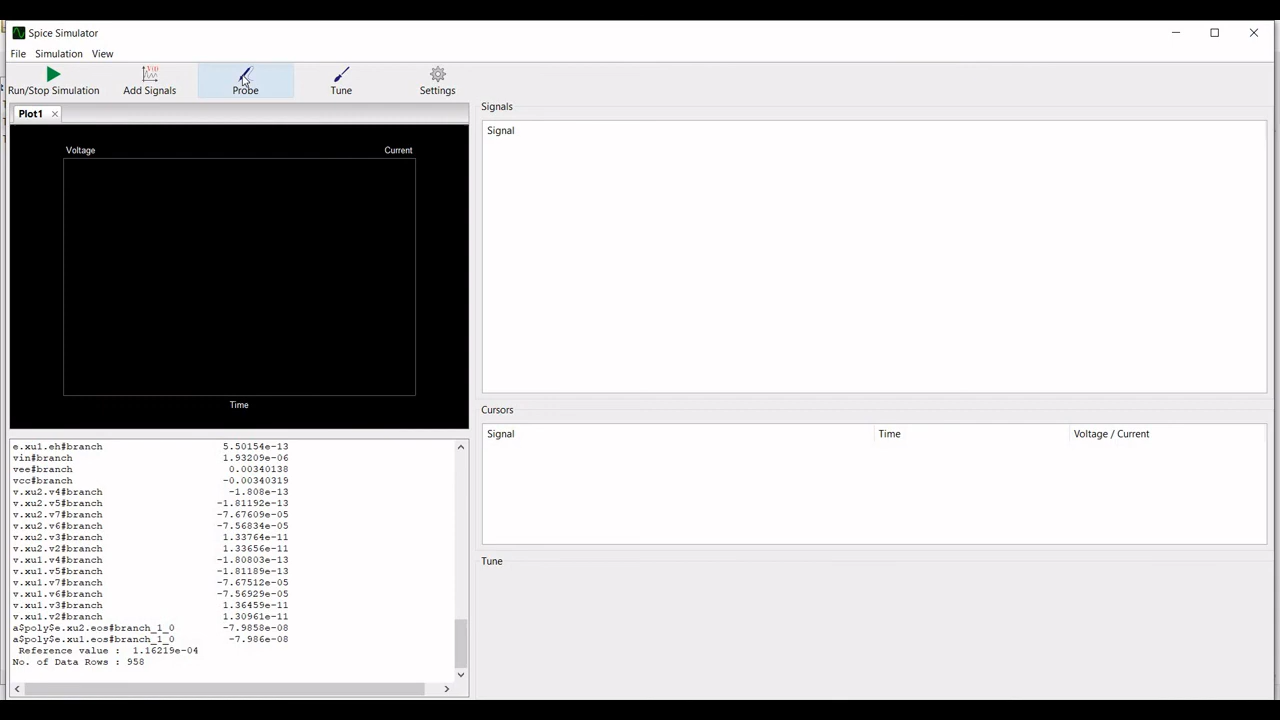 Spice Simulator
File Simulation View
Run/Stop Simulation Add Signals Probe Tune Settings
Plot1
Voltage Current
Time
e.xu1.eh#branch 5.50154e-13
vin#branch 1.93209e-06
vee#branch 0.00340138
vcc#branch -0.00340319
v.xu2.v4#branch -1.808e-13
v.xu2.v5#branch -1.81192e-13
v.xu2.v7#branch -7.67609e-05
v.xu2.v6#branch -7.56834e-05
v.xu2.v3#branch 1.33764e-11
v.xu2.v2#branch 1.33656e-11
v.xu1.v4#branch -1.80803e-13
v.xu1.v5#branch -1.81189e-13
v.xu1.v7#branch -7.67512e-05
v.xu1.v6#branch -7.56929e-05
v.xu1.v3#branch 1.36459e-11
v.xu1.v2#branch 1.30961e-11
a$poly$e.xu2.eos#branch_1_0 -7.9858e-08
a$poly$e.xu1.eos#branch_1_0 -7.986e-08
Reference value : 1.16219e-04
No. of Data Rows : 958
Signals
Signal
Cursors
Signal Time Voltage / Current
Tune